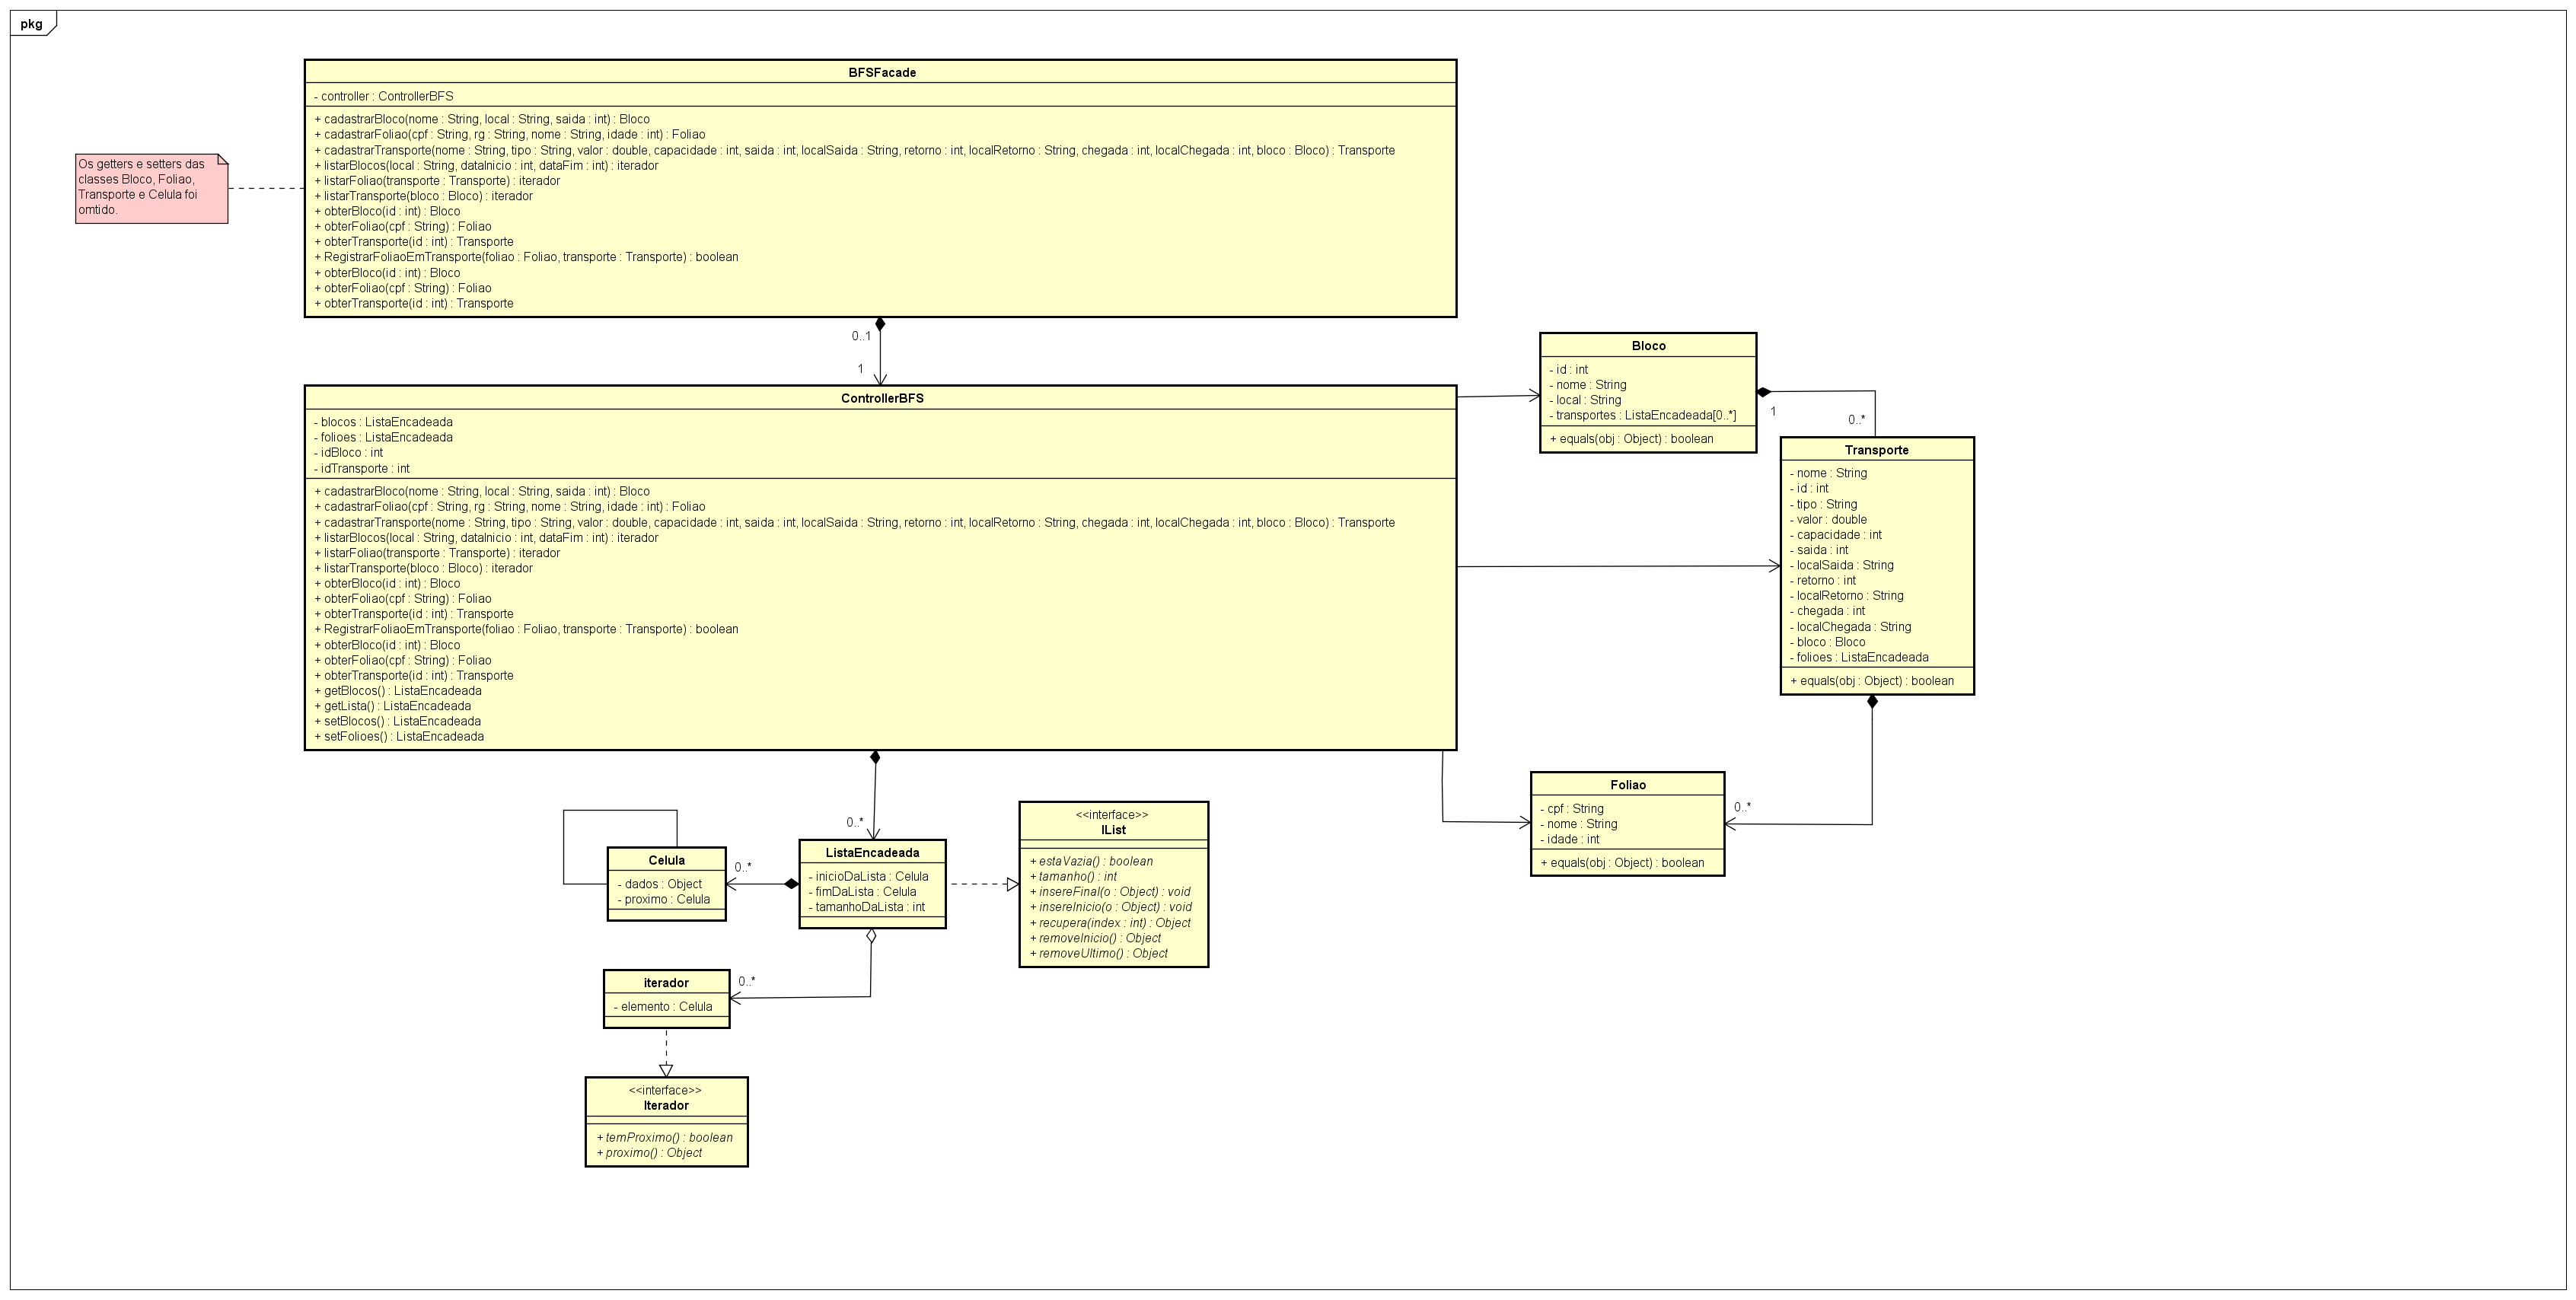 pkg
BFSFacade
- controller : ControllerBFS
+ cadastrarBloco(nome : String, local : String, saida : int) : Bloco
+ cadastrarFoliao(cpf : String, rg : String, nome : String, idade : int) : Foliao
+ cadastrarTransporte(nome : String, tipo : String, valor : double, capacidade : int, saida : int, localSaida : String, retorno : int, localRetorno : String, chegada : int, localChegada : int, bloco : Bloco) : Transporte
+ listarBlocos(local : String, dataInicio : int, dataFim : int) : iterador
+ listarFoliao(transporte : Transporte) : iterador
+ listarTransporte(bloco : Bloco) : iterador
+ obterBloco(id : int) : Bloco
+ obterFoliao(cpf : String) : Foliao
+ obterTransporte(id : int) : Transporte
+ RegistrarFoliaoEmTransporte(foliao : Foliao, transporte : Transporte) : boolean
+ obterBloco(id : int) : Bloco
+ obterFoliao(cpf : String) : Foliao
+ obterTransporte(id : int) : Transporte
Os getters e setters das
classes Bloco, Foliao,
Transporte e Celula foi
omtido.
0..1
1
ControllerBFS
- blocos : ListaEncadeada
- folioes : ListaEncadeada
- idBloco : int
- idTransporte : int
+ cadastrarBloco(nome : String, local : String, saida : int) : Bloco
+ cadastrarFoliao(cpf : String, rg : String, nome : String, idade : int) : Foliao
+ cadastrarTransporte(nome : String, tipo : String, valor : double, capacidade : int, saida : int, localSaida : String, retorno : int, localRetorno : String, chegada : int, localChegada : int, bloco : Bloco) : Transporte
+ listarBlocos(local : String, dataInicio : int, dataFim : int) : iterador
+ listarFoliao(transporte : Transporte) : iterador
+ listarTransporte(bloco : Bloco) : iterador
+ obterBloco(id : int) : Bloco
+ obterFoliao(cpf : String) : Foliao
+ obterTransporte(id : int) : Transporte
+ RegistrarFoliaoEmTransporte(foliao : Foliao, transporte : Transporte) : boolean
+ obterBloco(id : int) : Bloco
+ obterFoliao(cpf : String) : Foliao
+ obterTransporte(id : int) : Transporte
+ getBlocos() : ListaEncadeada
+ getLista() : ListaEncadeada
+ setBlocos() : ListaEncadeada
+ setFolioes() : ListaEncadeada
Bloco
- id : int
- nome : String
- local : String
- transportes : ListaEncadeada[0..*]
+ equals(obj : Object) : boolean
1
0..*
Transporte
- nome : String
- id : int
- tipo : String
- valor : double
- capacidade : int
- saida : int
- localSaida : String
- retorno : int
- localRetorno : String
- chegada : int
- localChegada : String
- bloco : Bloco
- folioes : ListaEncadeada
+ equals(obj : Object) : boolean
Foliao
- cpf : String
- nome : String
- idade : int
+ equals(obj : Object) : boolean
0..*
0..*
Celula
- dados : Object
- proximo : Celula
0..*
ListaEncadeada
- inicioDaLista : Celula
- fimDaLista : Celula
- tamanhoDaLista : int
<<interface>>
IList
+ estaVazia() : boolean
+ tamanho() : int
+ insereFinal(o : Object) : void
+ insereInicio(o : Object) : void
+ recupera(index : int) : Object
+ removeInicio() : Object
+ removeUltimo() : Object
iterador
- elemento : Celula
0..*
<<interface>>
Iterador
+ temProximo() : boolean
+ proximo() : Object